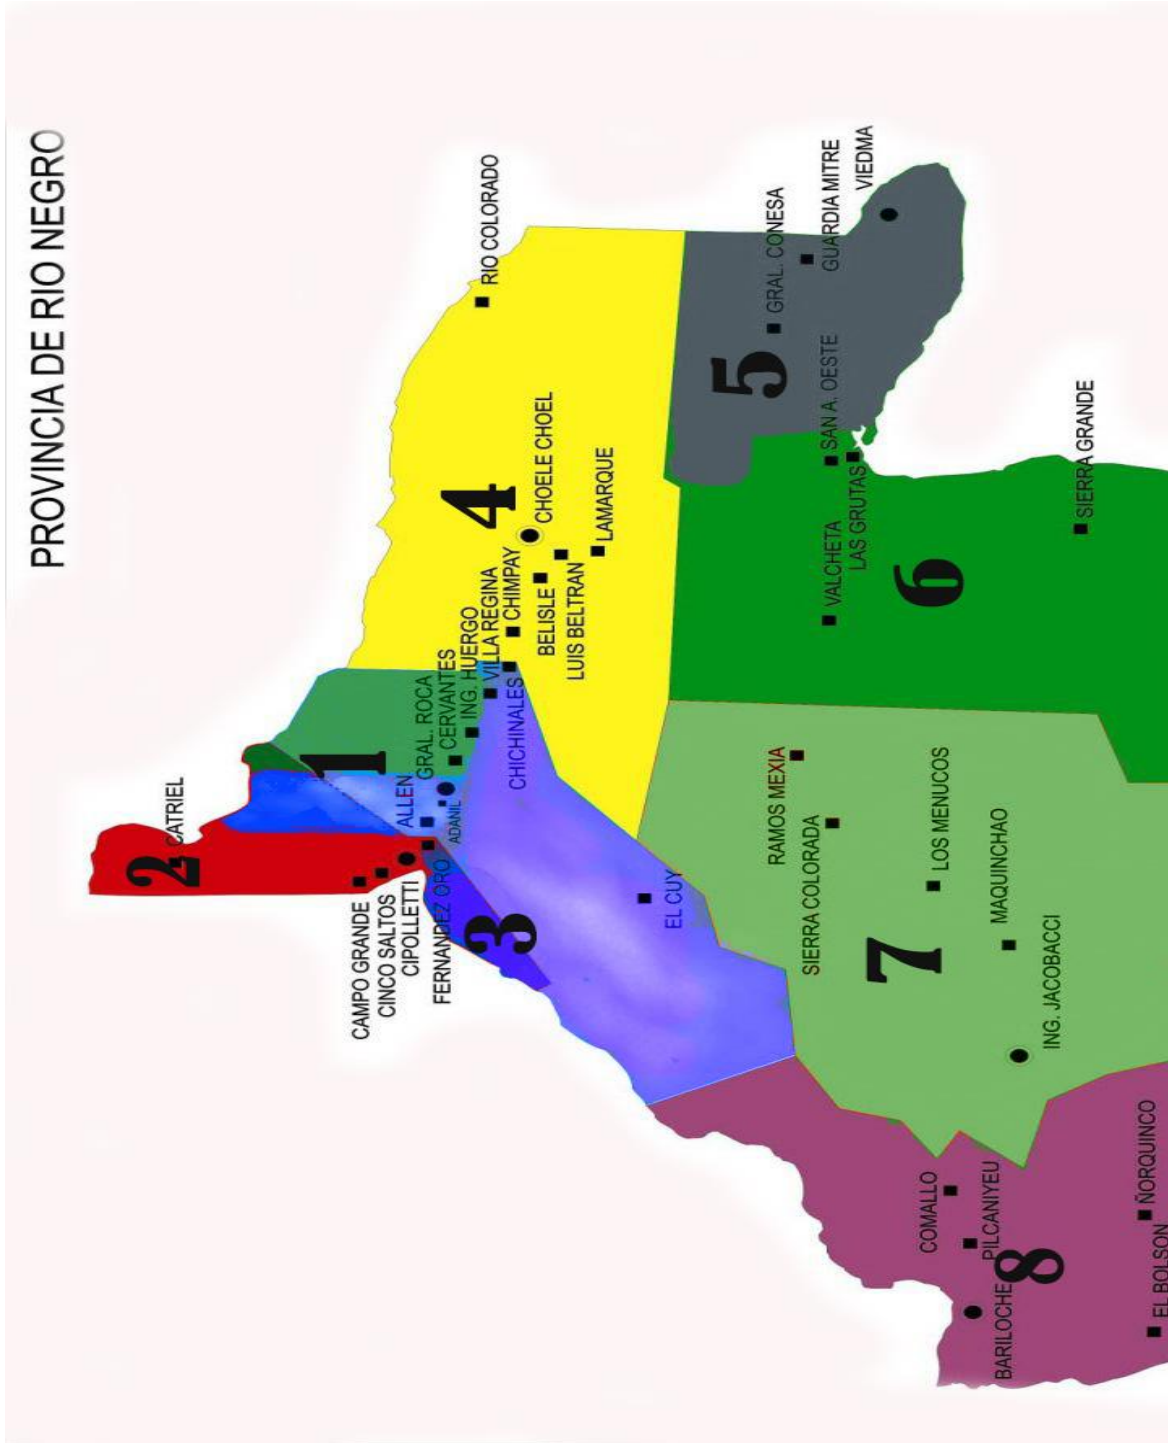 PROVINCIA DE RIO NEGRO
2
CATRIEL
CAMPO GRANDE
CINCO SALTOS
CIPOLLETTI
FERNANDEZ ORO
1
ALLEN
GRAL. ROCA
ADANIL
CERVANTES
ING. HUERGO
VILLA REGINA
CHICHINALES
CHIMPAY
3
EL CUY
4
RIO COLORADO
CHOELE CHOEL
BELISLE
LUIS BELTRAN
LAMARQUE
5
GRAL. CONESA
GUARDIA MITRE
VIEDMA
6
SAN A. OESTE
LAS GRUTAS
VALCHETA
SIERRA GRANDE
7
RAMOS MEXIA
SIERRA COLORADA
LOS MENUCOS
MAQUINCHAO
ING. JACOBACCI
8
COMALLO
PILCANIYEU
BARILOCHE
ÑORQUINCO
EL BOLSON